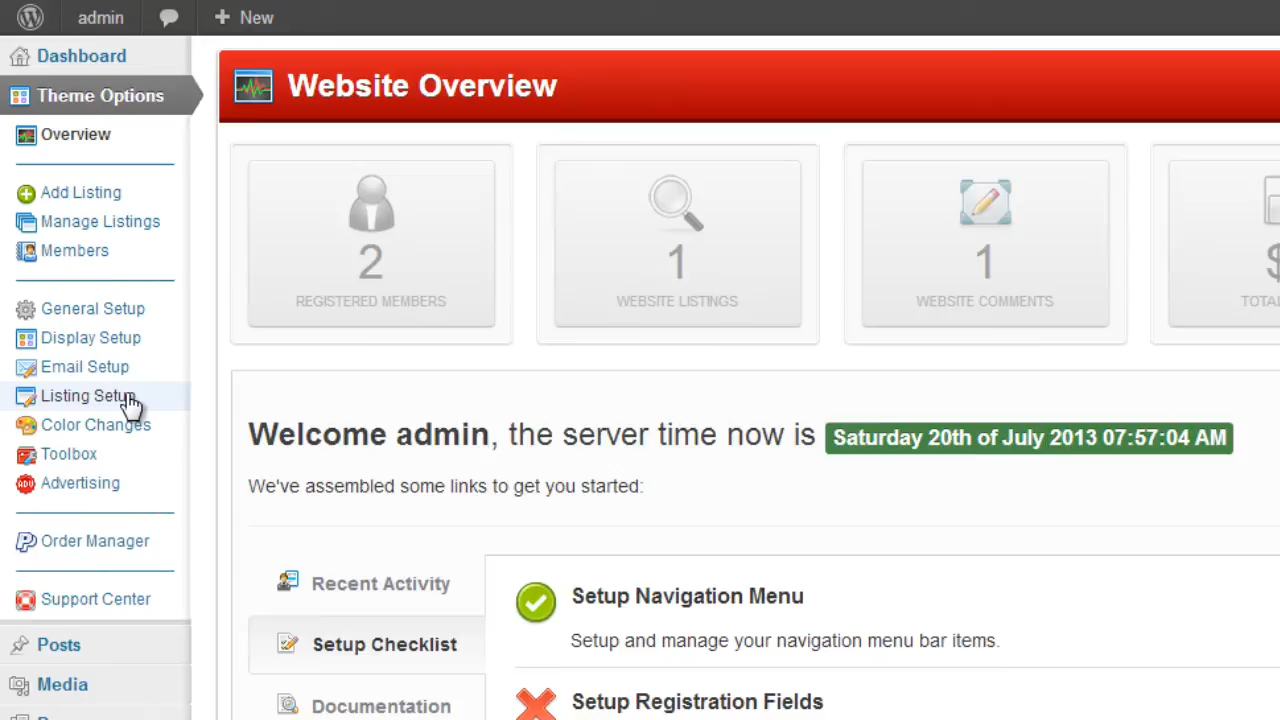 admin
New
Dashboard
Theme Options
Overview
Add Listing
Manage Listings
Members
General Setup
Display Setup
Email Setup
Listing Setup
Color Changes
Toolbox
Advertising
Order Manager
Support Center
Posts
Media
Website Overview
2
REGISTERED MEMBERS
1
WEBSITE LISTINGS
1
WEBSITE COMMENTS
$
TOTAL
Welcome admin, the server time now is Saturday 20th of July 2013 07:57:04 AM
We've assembled some links to get you started:
Recent Activity
Setup Checklist
Documentation
Setup Navigation Menu
Setup and manage your navigation menu bar items.
Setup Registration Fields